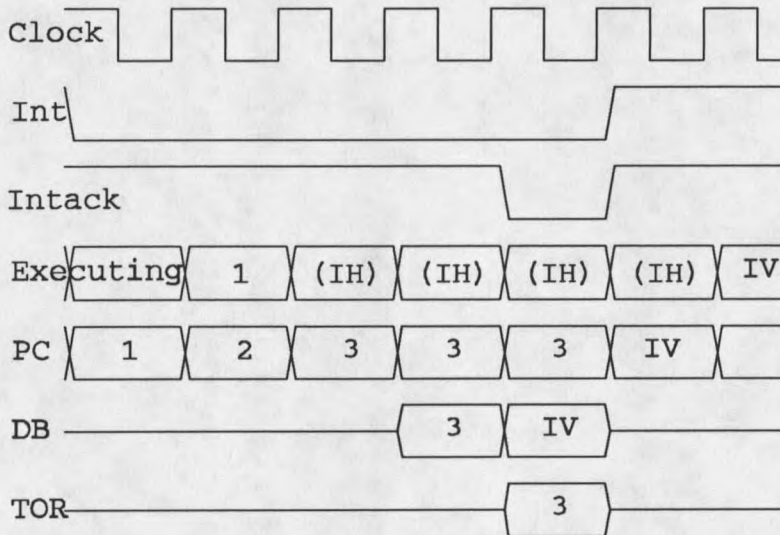 Clock
Int
Intack
Executing 1 (IH) (IH) (IH) (IH) IV
PC 1 2 3 3 3 IV
DB 3 IV
TOR 3